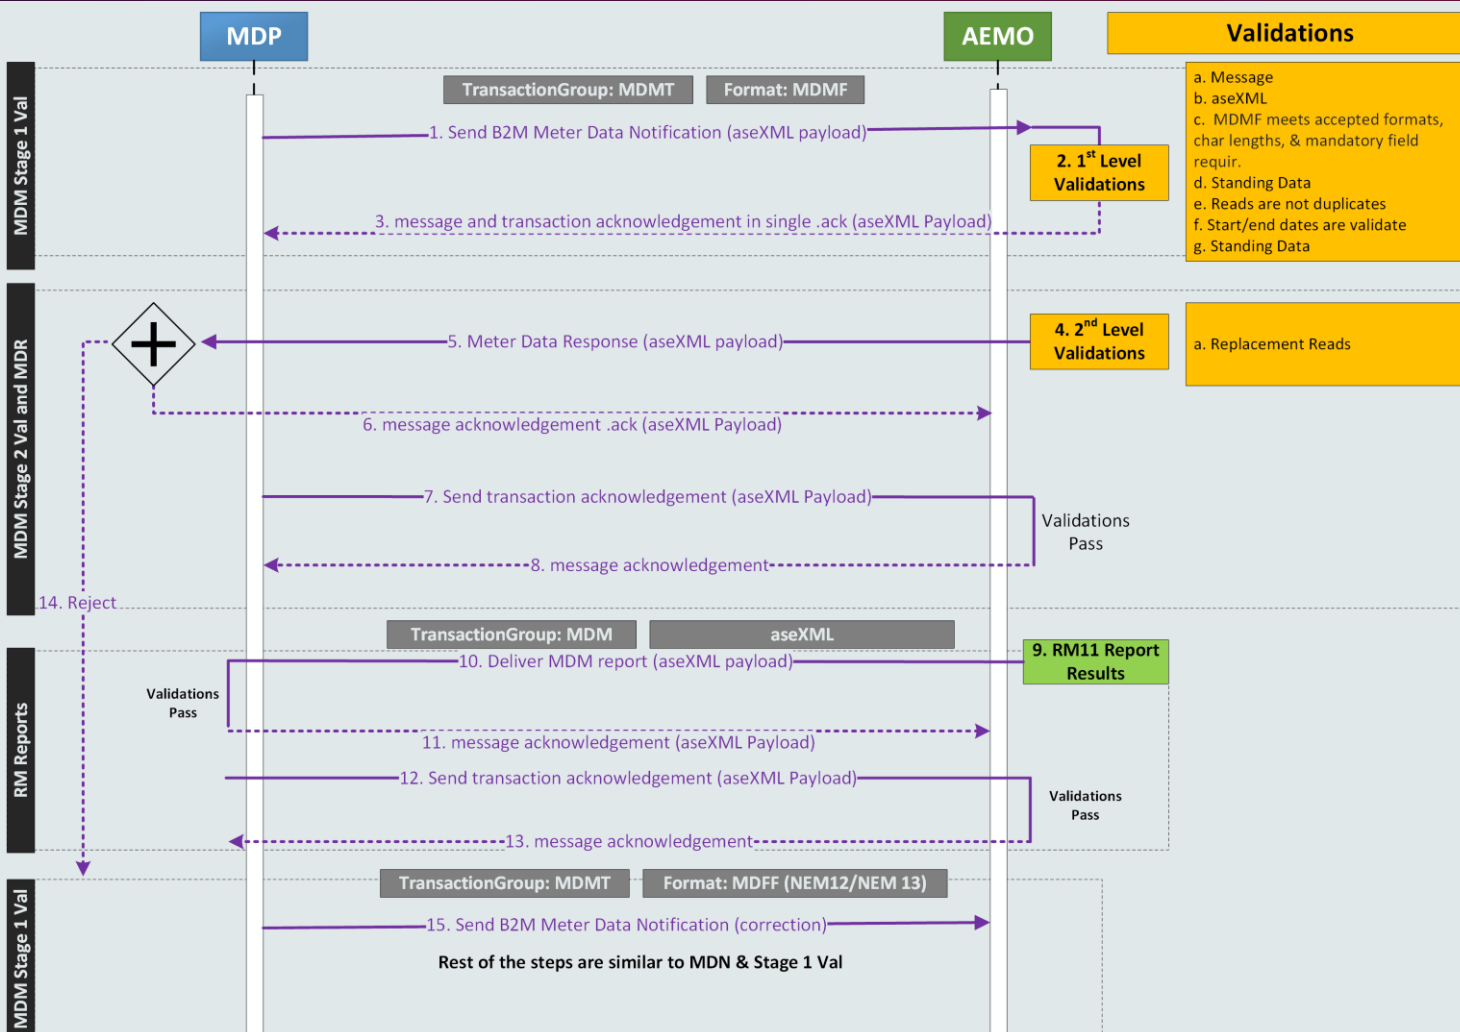 MDP
AEMO
Validations
MDM Stage 1 Val
TransactionGroup: MDMT
Format: MDMF
a. Message
b. aseXML
c.  MDMF meets accepted formats,
char lengths, & mandatory field
requir.
d. Standing Data
e. Reads are not duplicates
f. Start/end dates are validate
g. Standing Data
1. Send B2M Meter Data Notification (aseXML payload)
2. 1st Level
Validations
3. message and transaction acknowledgement in single .ack (aseXML Payload)
MDM Stage 2 Val and MDR
4. 2nd Level
Validations
a. Replacement Reads
5. Meter Data Response (aseXML payload)
6. message acknowledgement .ack (aseXML Payload)
7. Send transaction acknowledgement (aseXML Payload)
Validations
Pass
8. message acknowledgement
14. Reject
RM Reports
TransactionGroup: MDM
aseXML
9. RM11 Report
Results
10. Deliver MDM report (aseXML payload)
Validations
Pass
11. message acknowledgement (aseXML Payload)
12. Send transaction acknowledgement (aseXML Payload)
Validations
Pass
13. message acknowledgement
MDM Stage 1 Val
TransactionGroup: MDMT
Format: MDFF (NEM12/NEM 13)
15. Send B2M Meter Data Notification (correction)
Rest of the steps are similar to MDN & Stage 1 Val